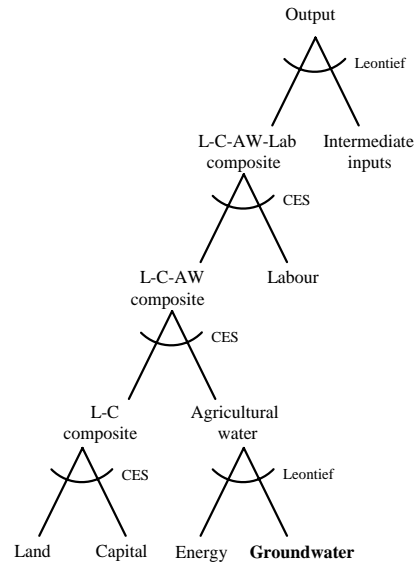 Output
Leontief
L-C-AW-Lab
composite
Intermediate
inputs
CES
L-C-AW
composite
Labour
CES
L-C
composite
Agricultural
water
CES
Leontief
Land
Capital
Energy
Groundwater